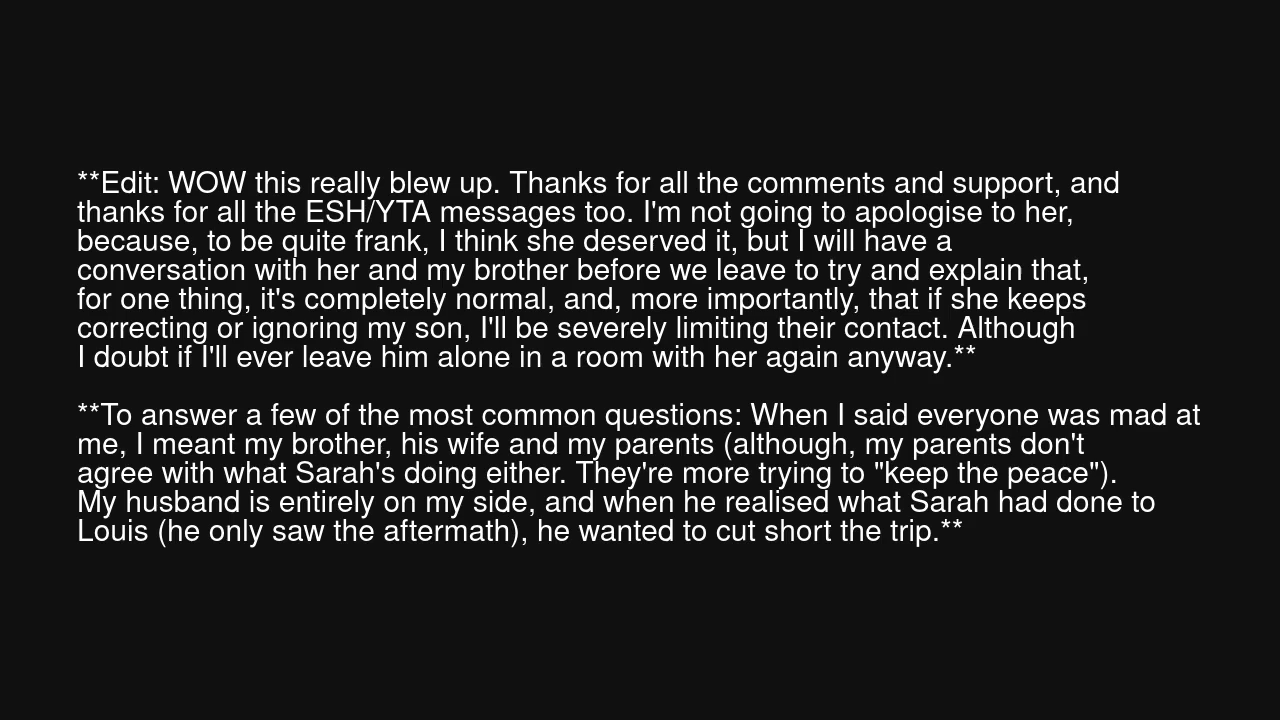 **Edit: WOW this really blew up. Thanks for all the comments and support, and
thanks for all the ESH/YTA messages too. I'm not going to apologise to her,
because, to be quite frank, I think she deserved it, but I will have a
conversation with her and my brother before we leave to try and explain that,
for one thing, it's completely normal, and, more importantly, that if she keeps
correcting or ignoring my son, I'll be severely limiting their contact. Although
I doubt if I'll ever leave him alone in a room with her again anyway.**
**To answer a few of the most common questions: When I said everyone was mad at
me, I meant my brother, his wife and my parents (although, my parents don't
agree with what Sarah's doing either. They're more trying to "keep the peace").
My husband is entirely on my side, and when he realised what Sarah had done to
Louis (he only saw the aftermath), he wanted to cut short the trip.**